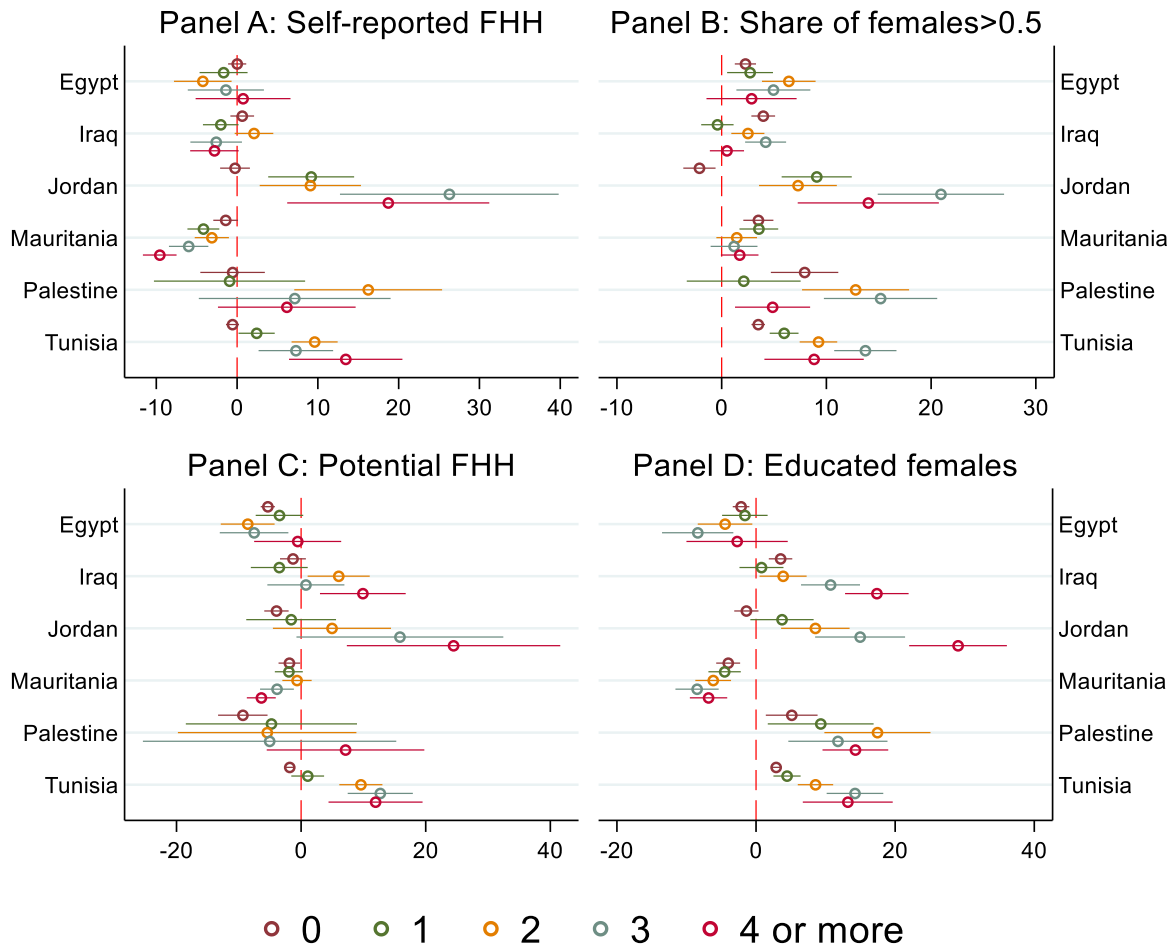 Panel A: Self-reported FHH
Panel B: Share of females>0.5
Egypt
Iraq
Jordan
Mauritania
Palestine
Tunisia
-10 0 10 20 30 40
Egypt
Iraq
Jordan
Mauritania
Palestine
Tunisia
-10 0 10 20 30
Panel C: Potential FHH
Panel D: Educated females
Egypt
Iraq
Jordan
Mauritania
Palestine
Tunisia
-20 0 20 40
Egypt
Iraq
Jordan
Mauritania
Palestine
Tunisia
-20 0 20 40
0 1 2 3 4 or more